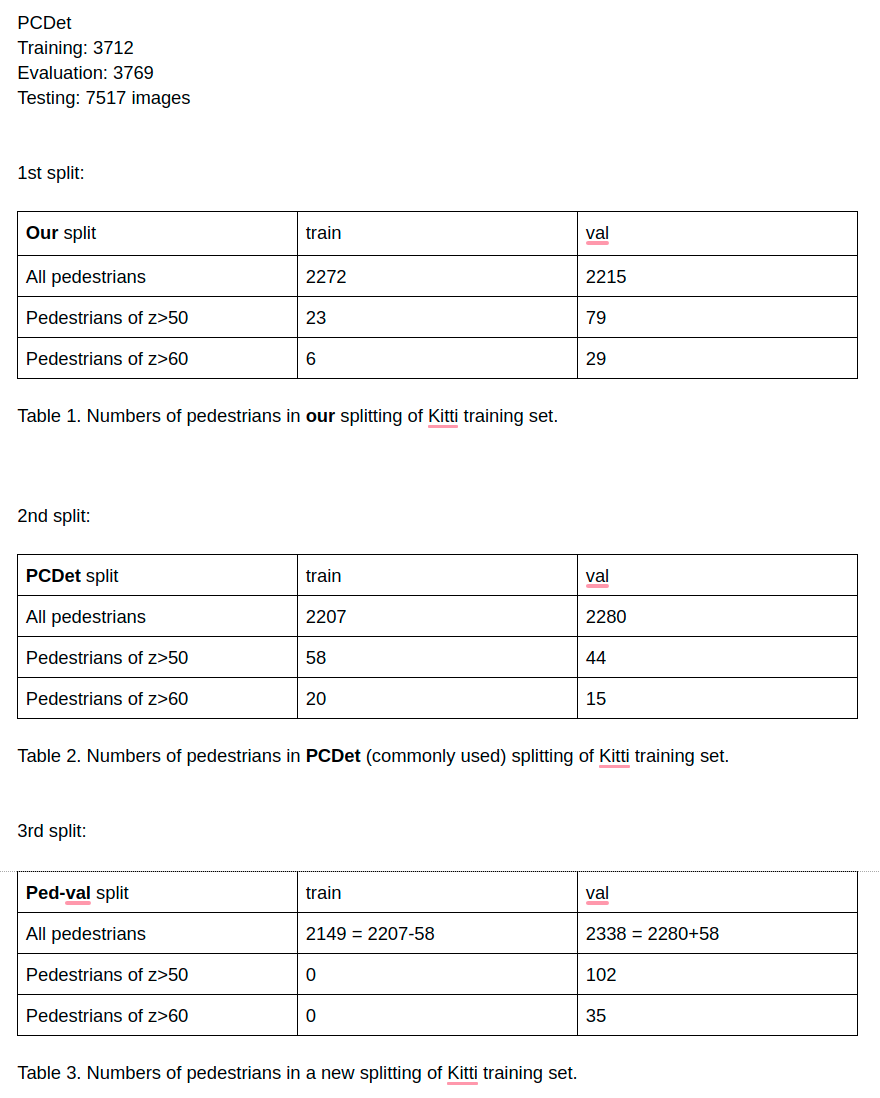 PCDet
Training: 3712
Evaluation: 3769
Testing: 7517 images
1st split:
Our split train val
All pedestrians 2272 2215
Pedestrians of z>50 23 79
Pedestrians of z>60 6 29
Table 1. Numbers of pedestrians in our splitting of Kitti training set.
2nd split:
PCDet split train val
All pedestrians 2207 2280
Pedestrians of z>50 58 44
Pedestrians of z>60 20 15
Table 2. Numbers of pedestrians in PCDet (commonly used) splitting of Kitti training set.
3rd split:
Ped-val split train val
All pedestrians 2149 = 2207-58 2338 = 2280+58
Pedestrians of z>50 0 102
Pedestrians of z>60 0 35
Table 3. Numbers of pedestrians in a new splitting of Kitti training set.